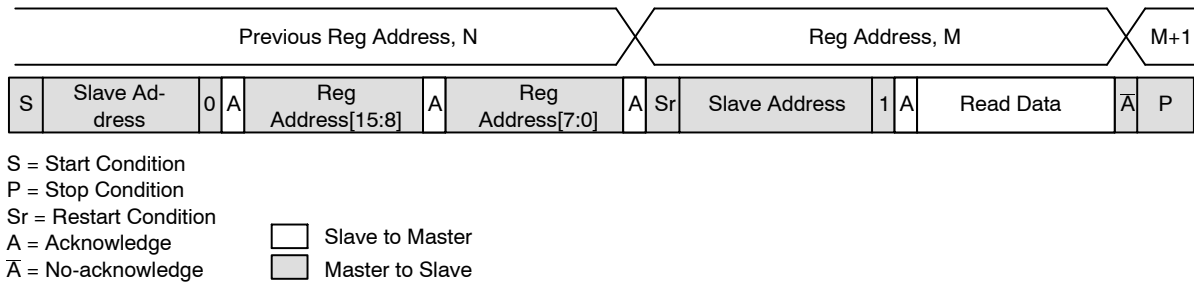 Previous Reg Address, N Reg Address, M M+1
S Slave Ad-
dress 0 A Reg
Address[15:8] A Reg
Address[7:0] A Sr Slave Address 1 A Read Data A̅ P
S = Start Condition
P = Stop Condition
Sr = Restart Condition
A = Acknowledge
A̅ = No-acknowledge
Slave to Master
Master to Slave